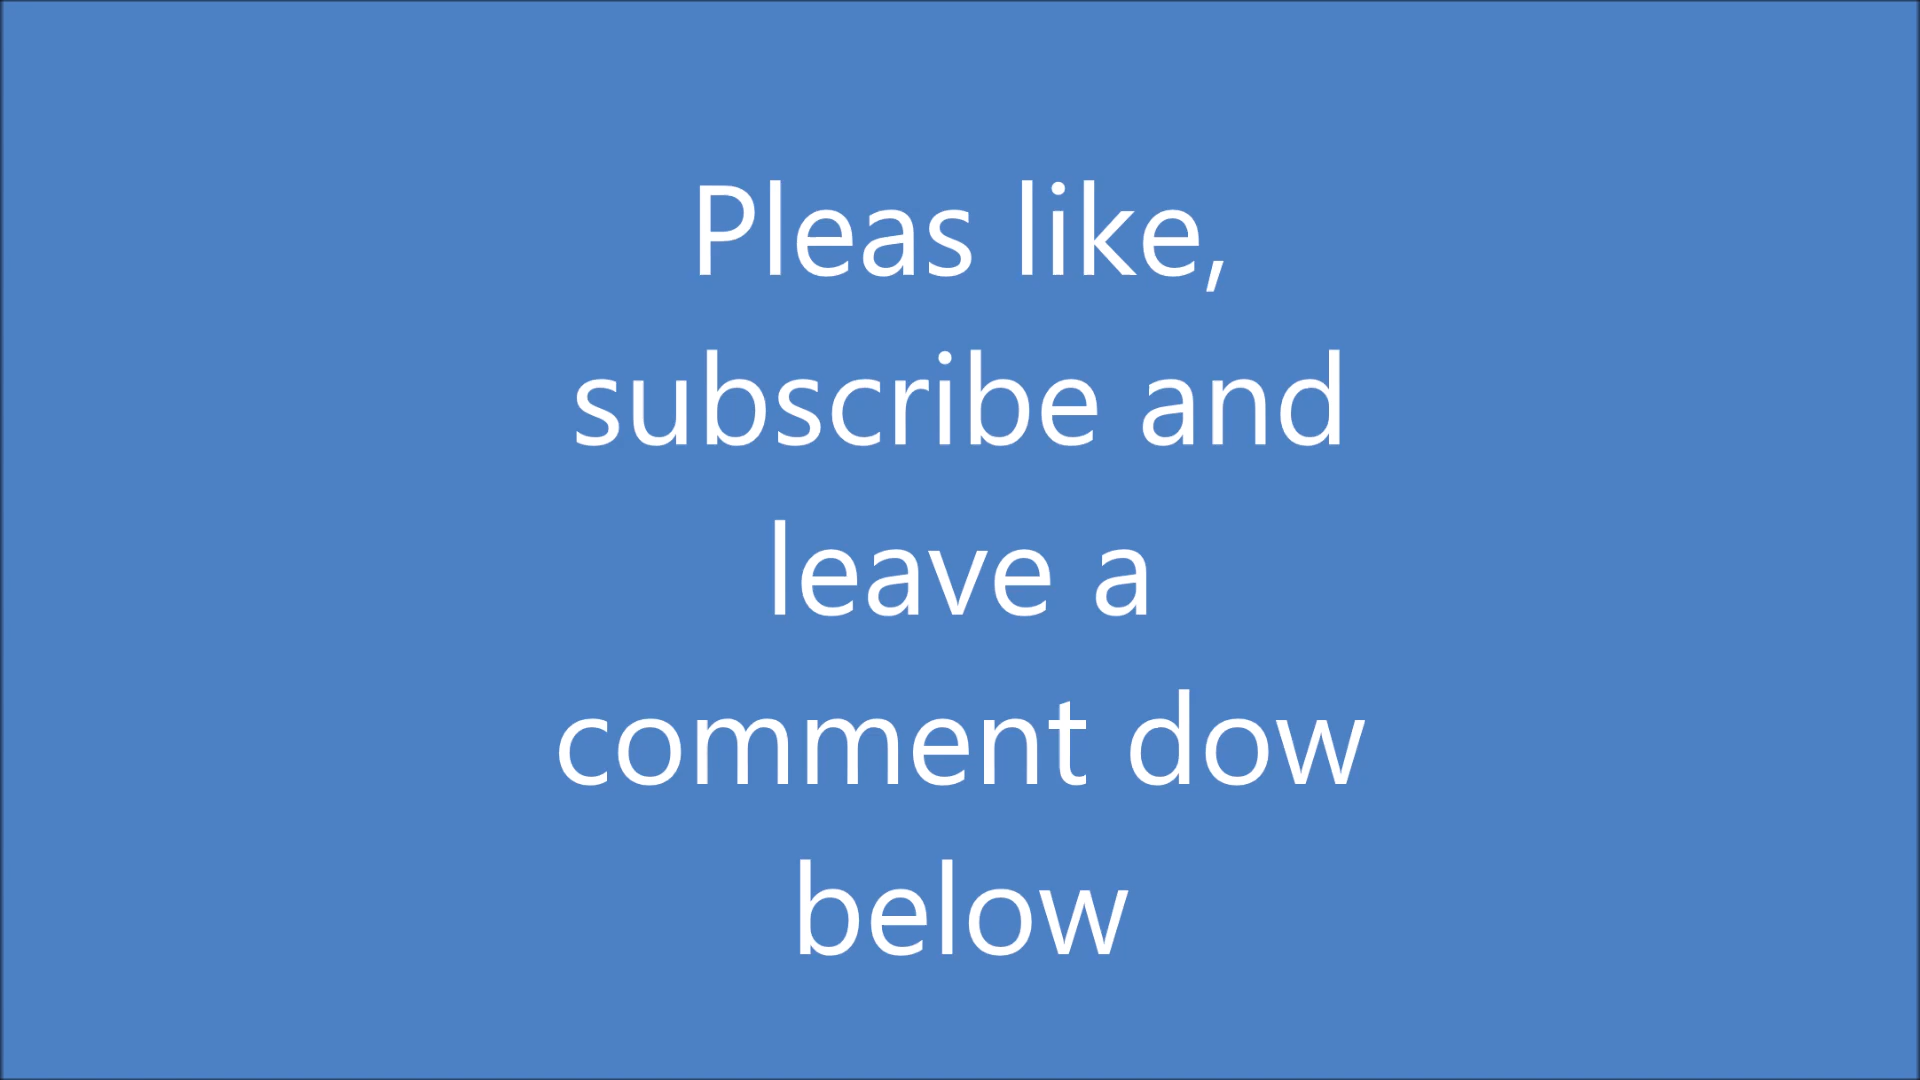 Pleas like,
subscribe and
leave a
comment dow
below